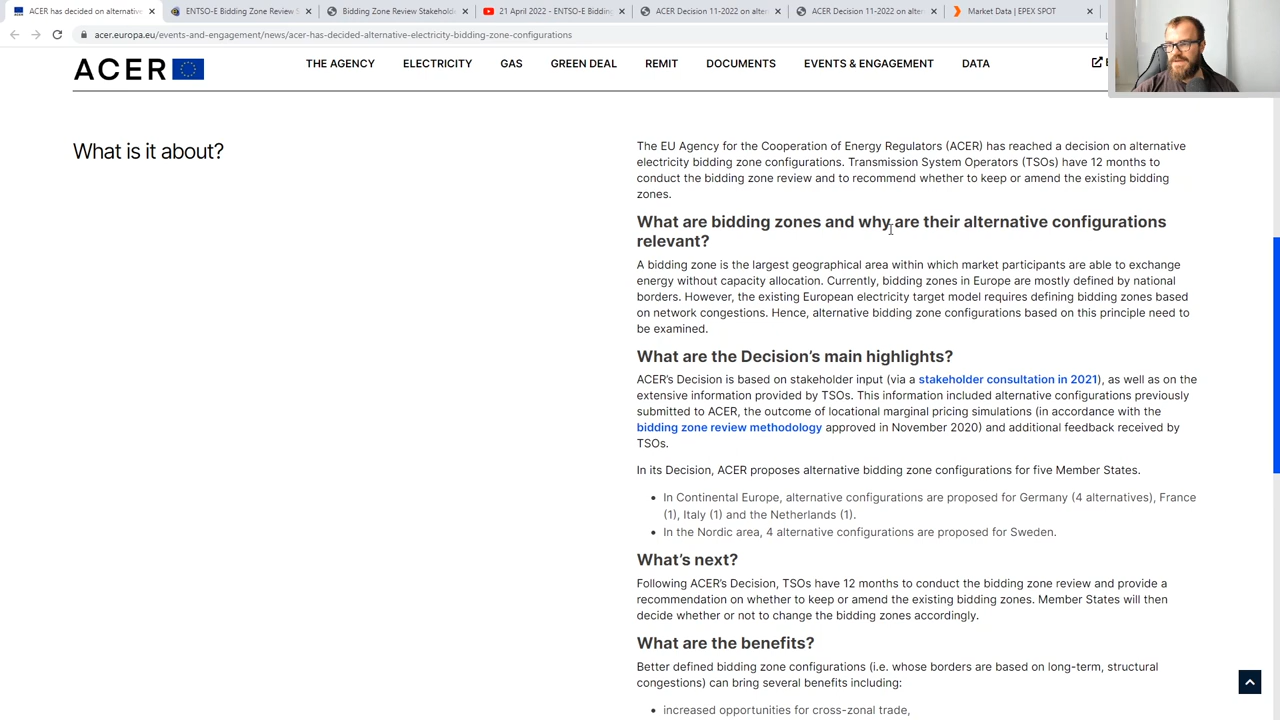 ACER has decided on alternativ
ENTSO-E Bidding Zone Review S
Bidding Zone Review Stakehold
21 April 2022 - ENTSO-E Bidding
ACER Decision 11-2022 on alter
ACER Decision 11-2022 on altern
Market Data | EPEX SPOT
acer.europa.eu/events-and-engagement/news/acer-has-decided-alternative-electricity-bidding-zone-configurations
ACER
THE AGENCY
ELECTRICITY
GAS
GREEN DEAL
REMIT
DOCUMENTS
EVENTS & ENGAGEMENT
DATA
What is it about?
The EU Agency for the Cooperation of Energy Regulators (ACER) has reached a decision on alternative
electricity bidding zone configurations. Transmission System Operators (TSOs) have 12 months to
conduct the bidding zone review and to recommend whether to keep or amend the existing bidding
zones.
What are bidding zones and why are their alternative configurations
relevant?
A bidding zone is the largest geographical area within which market participants are able to exchange
energy without capacity allocation. Currently, bidding zones in Europe are mostly defined by national
borders. However, the existing European electricity target model requires defining bidding zones based
on network congestions. Hence, alternative bidding zone configurations based on this principle need to
be examined.
What are the Decision's main highlights?
ACER's Decision is based on stakeholder input (via a stakeholder consultation in 2021), as well as on the
extensive information provided by TSOs. This information included alternative configurations previously
submitted to ACER, the outcome of locational marginal pricing simulations (in accordance with the
bidding zone review methodology approved in November 2020) and additional feedback received by
TSOs.
In its Decision, ACER proposes alternative bidding zone configurations for five Member States.
• In Continental Europe, alternative configurations are proposed for Germany (4 alternatives), France
(1), Italy (1) and the Netherlands (1).
• In the Nordic area, 4 alternative configurations are proposed for Sweden.
What's next?
Following ACER's Decision, TSOs have 12 months to conduct the bidding zone review and provide a
recommendation on whether to keep or amend the existing bidding zones. Member States will then
decide whether or not to change the bidding zones accordingly.
What are the benefits?
Better defined bidding zone configurations (i.e. whose borders are based on long-term, structural
congestions) can bring several benefits including:
• increased opportunities for cross-zonal trade,